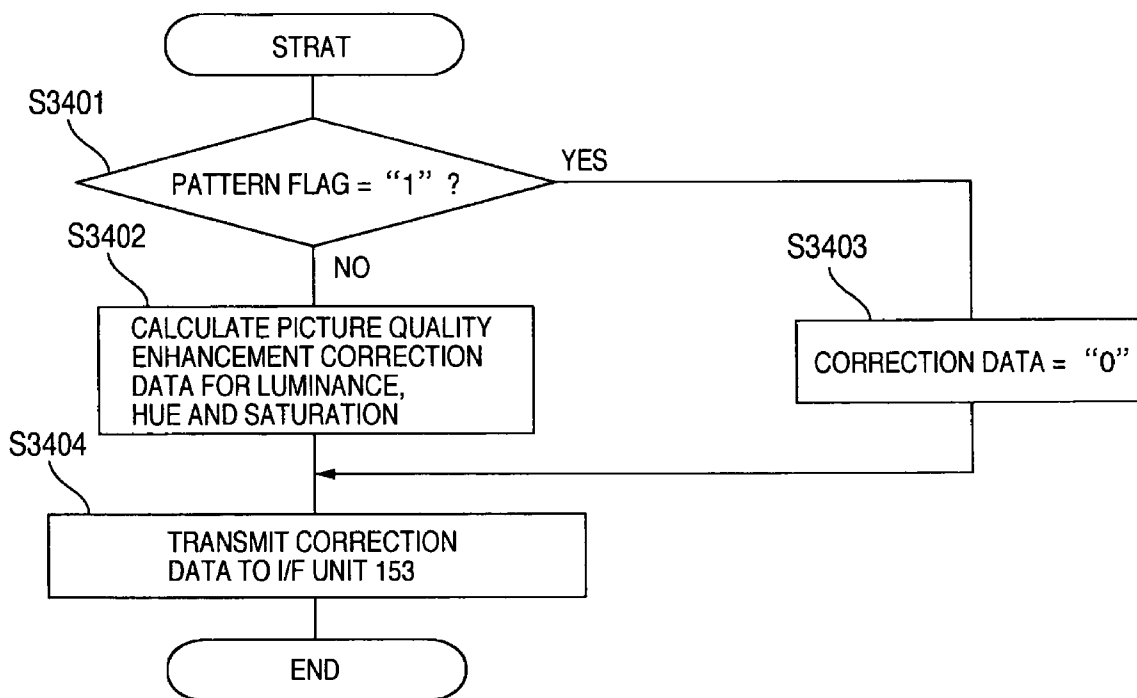 STRAT
S3401
PATTERN FLAG = “1” ?
YES
S3402
NO
S3403
CALCULATE PICTURE QUALITY
ENHANCEMENT CORRECTION
DATA FOR LUMINANCE,
HUE AND SATURATION
CORRECTION DATA = “0”
S3404
TRANSMIT CORRECTION
DATA TO I/F UNIT 153
END